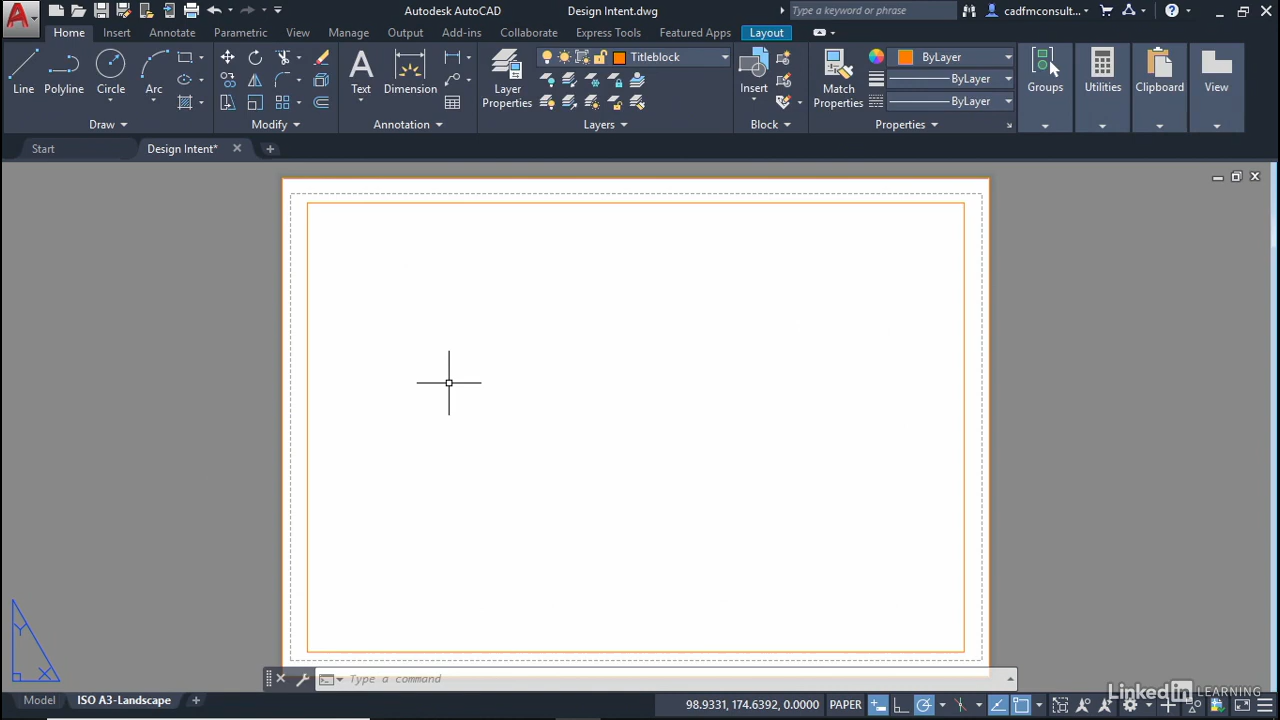 Autodesk AutoCAD Design Intent.dwg Type a keyword or phrase cadfmconsult...
Home Insert Annotate Parametric View Manage Output Add-ins Collaborate Express Tools Featured Apps Layout
Line Polyline Circle Arc Text Dimension Layer Properties Titleblock Insert Match Properties ByLayer ByLayer ByLayer Groups Utilities Clipboard View
Draw Modify Annotation Layers Block Properties
Start Design Intent*
Y
X
Type a command
Model ISO A3-Landscape 98.9331, 174.6392, 0.0000 PAPER
LinkedIn LEARNING